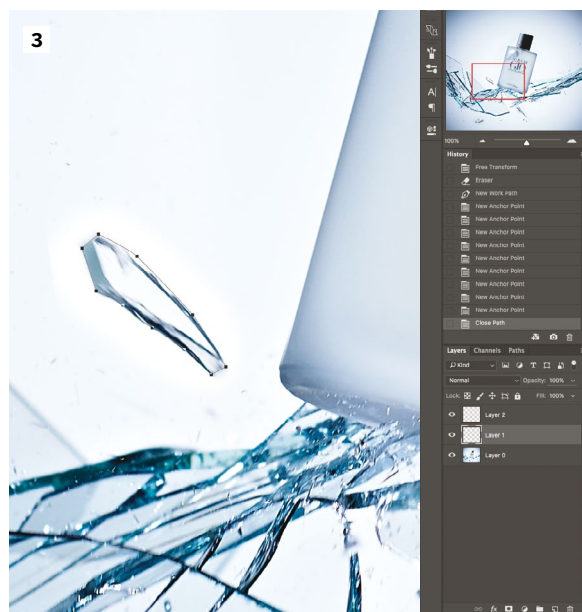 3
GIO
100%
History
Free Transform
Eraser
New Work Path
New Anchor Point
New Anchor Point
New Anchor Point
New Anchor Point
New Anchor Point
New Anchor Point
New Anchor Point
New Anchor Point
New Anchor Point
Close Path
Layers Channels Paths
Kind
Normal Opacity: 100%
Lock: Fill: 100%
Layer 2
Layer 1
Layer 0
fx